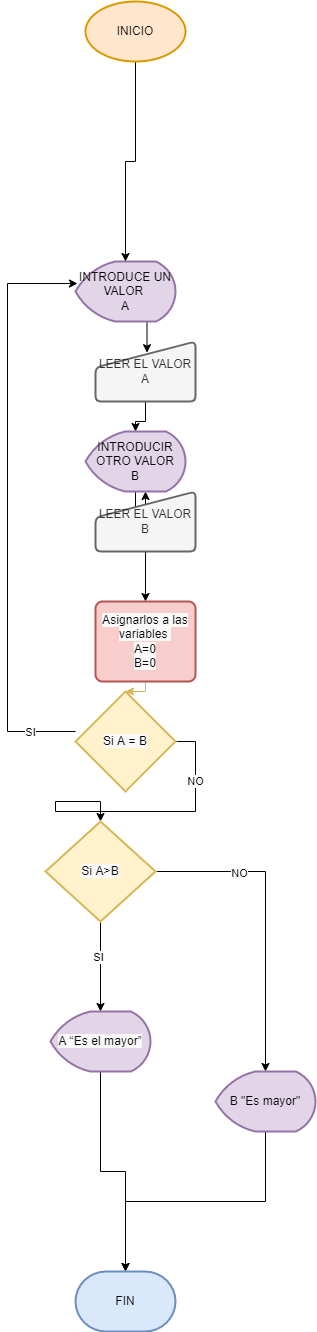 INICIO
INTRODUCE UN
VALOR
A
LEER EL VALOR
A
INTRODUCIR
OTRO VALOR
B
LEER EL VALOR
B
Asignarlos a las
variables
A=0
B=0
Si A = B
SI
NO
Si A>B
NO
SI
A “Es el mayor”
B "Es mayor"
FIN